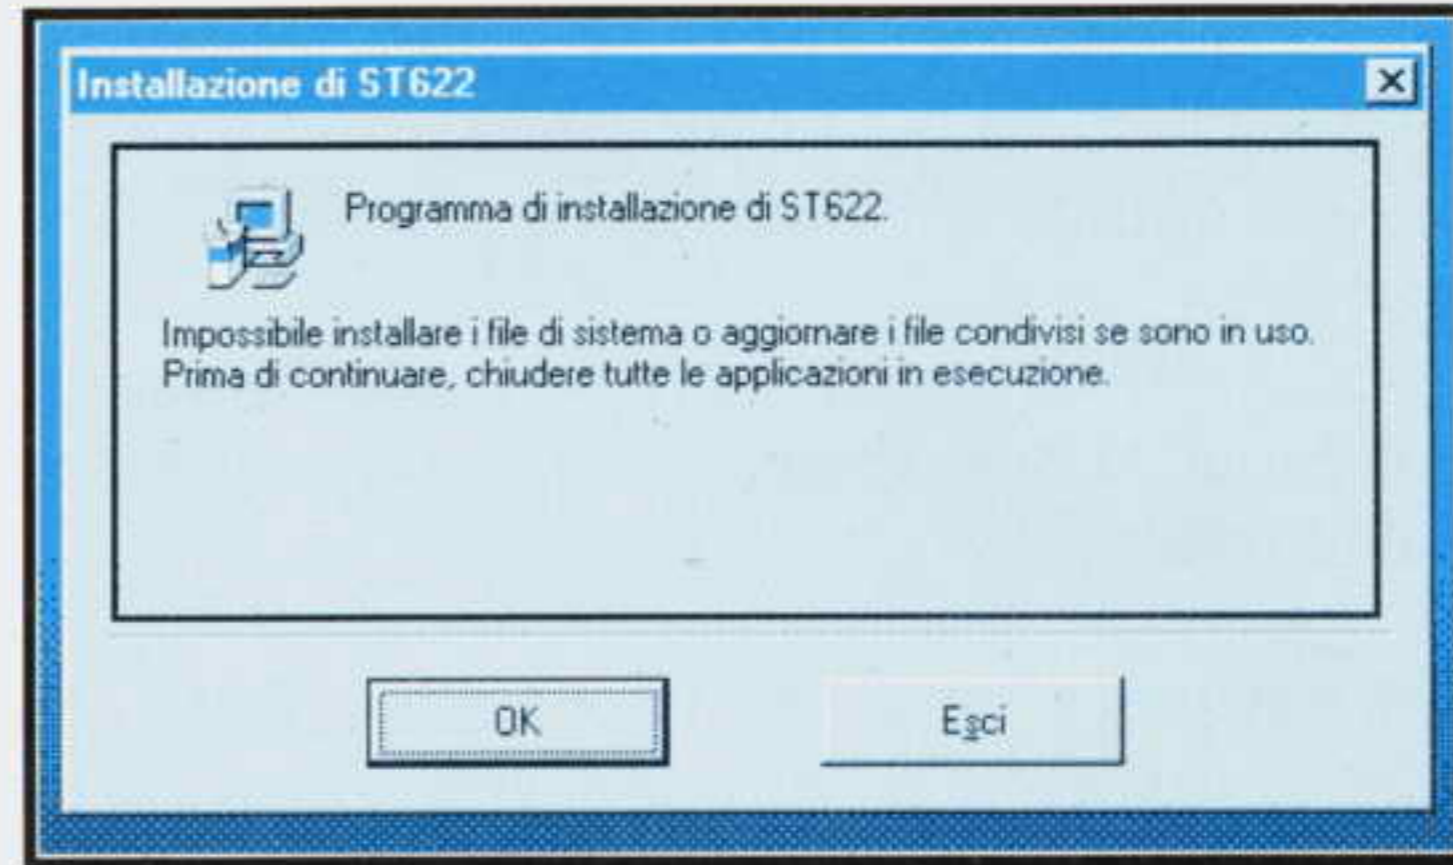 Installazione di ST622
Programma di installazione di ST622.
Impossibile installare i file di sistema o aggiornare i file condivisi se sono in uso.
Prima di continuare, chiudere tutte le applicazioni in esecuzione.
OK
Esci